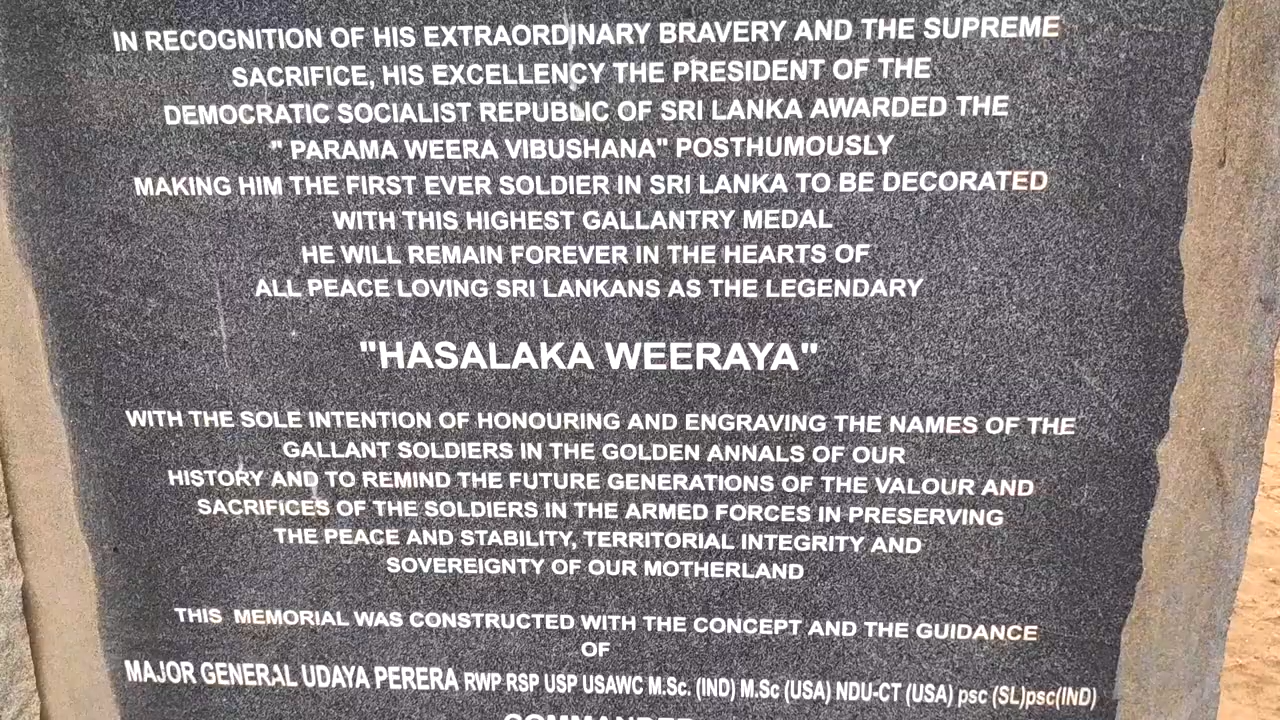 IN RECOGNITION OF HIS EXTRAORDINARY BRAVERY AND THE SUPREME
SACRIFICE, HIS EXCELLENCY THE PRESIDENT OF THE
DEMOCRATIC SOCIALIST REPUBLIC OF SRI LANKA AWARDED THE
" PARAMA WEERA VIBUSHANA" POSTHUMOUSLY
MAKING HIM THE FIRST EVER SOLDIER IN SRI LANKA TO BE DECORATED
WITH THIS HIGHEST GALLANTRY MEDAL
HE WILL REMAIN FOREVER IN THE HEARTS OF
ALL PEACE LOVING SRI LANKANS AS THE LEGENDARY
"HASALAKA WEERAYA"
WITH THE SOLE INTENTION OF HONOURING AND ENGRAVING THE NAMES OF THE
GALLANT SOLDIERS IN THE GOLDEN ANNALS OF OUR
HISTORY AND TO REMIND THE FUTURE GENERATIONS OF THE VALOUR AND
SACRIFICES OF THE SOLDIERS IN THE ARMED FORCES IN PRESERVING
THE PEACE AND STABILITY, TERRITORIAL INTEGRITY AND
SOVEREIGNTY OF OUR MOTHERLAND
THIS MEMORIAL WAS CONSTRUCTED WITH THE CONCEPT AND THE GUIDANCE
OF
MAJOR GENERAL UDAYA PERERA RWP RSP USP USAWC M.Sc. (IND) M.Sc (USA) NDU-CT (USA) psc (SL)psc(IND)